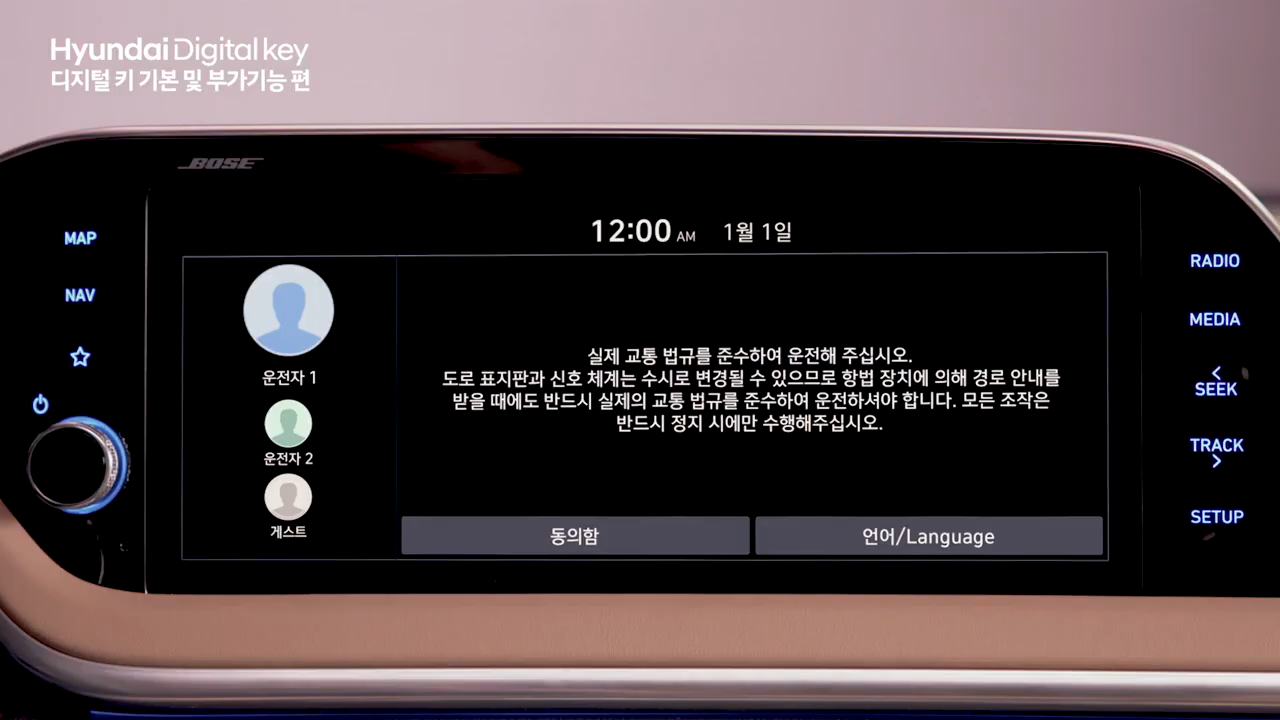 Hyundai Digital key
디지털 키 기본 및 부가기능 편
BOSE
MAP
NAV
12:00 AM 1월 1일
운전자 1
운전자 2
게스트
실제 교통 법규를 준수하여 운전해 주십시오.
도로 표지판과 신호 체계는 수시로 변경될 수 있으므로 항법 장치에 의해 경로 안내를
받을 때에도 반드시 실제의 교통 법규를 준수하여 운전하셔야 합니다. 모든 조작은
반드시 정지 시에만 수행해주십시오.
동의함
언어/Language
RADIO
MEDIA
< SEEK
TRACK >
SETUP